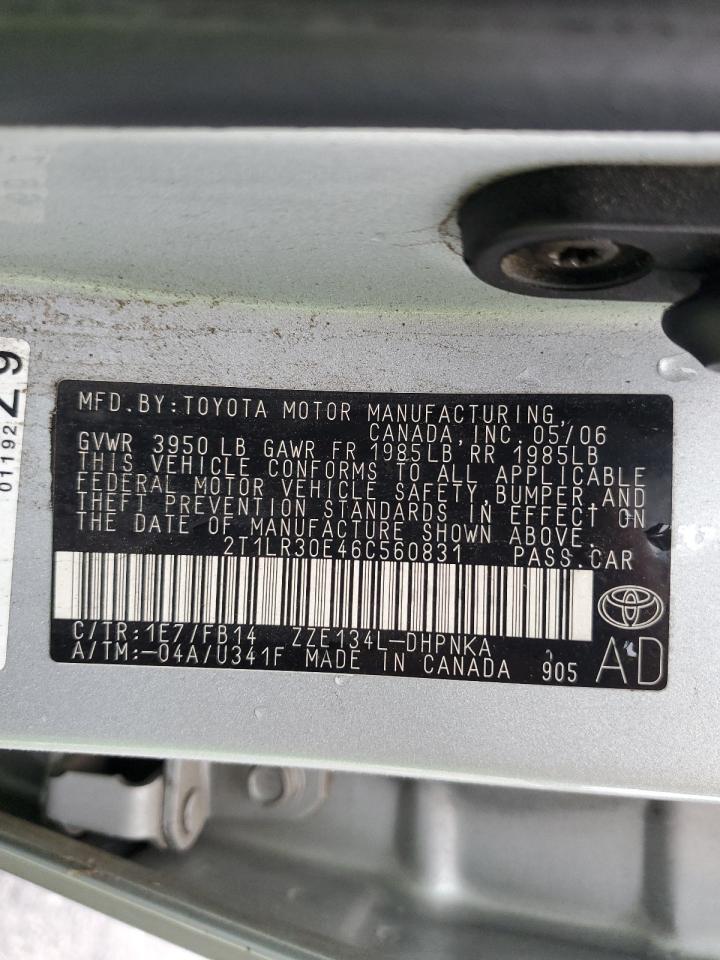 MFD.BY:TOYOTA MOTOR MANUFACTURING,
CANADA,INC. 05/06
GVWR 3950 LB GAWR FR 1985LB RR 1985LB
THIS VEHICLE CONFORMS TO ALL APPLICABLE
FEDERAL MOTOR VEHICLE SAFETY,BUMPER,AND
THEFT PREVENTION STANDARDS IN EFFECT ON
THE DATE OF MANUFACTURE SHOWN ABOVE.
2T1LR30E46C560831 PASS.CAR
C/TR:1E7/FB14 ZZE134L-DHPNKA
A/TM:-04A/U341F MADE IN CANADA 905 AD
01192